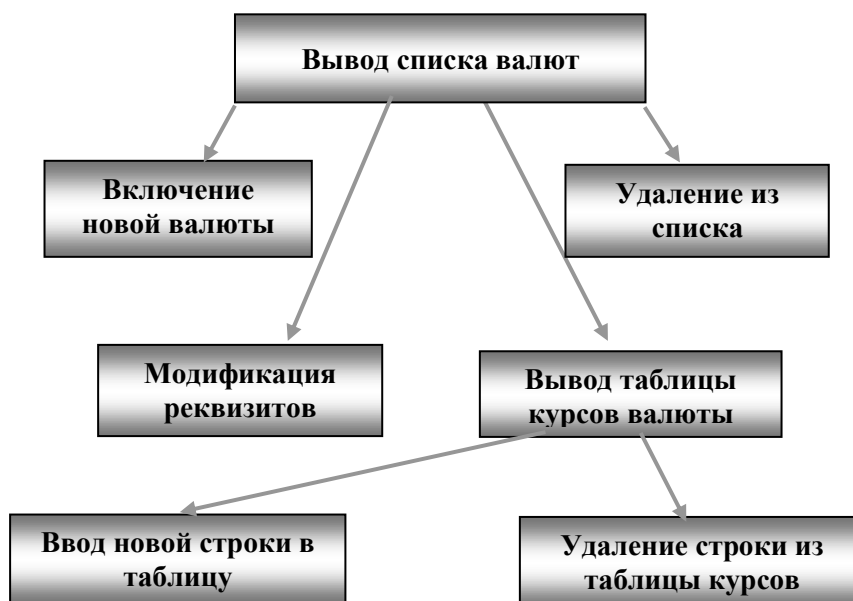 Вывод списка валют
Включение
новой валюты
Удаление из
списка
Модификация
реквизитов
Вывод таблицы
курсов валюты
Ввод новой строки в
таблицу
Удаление строки из
таблицы курсов